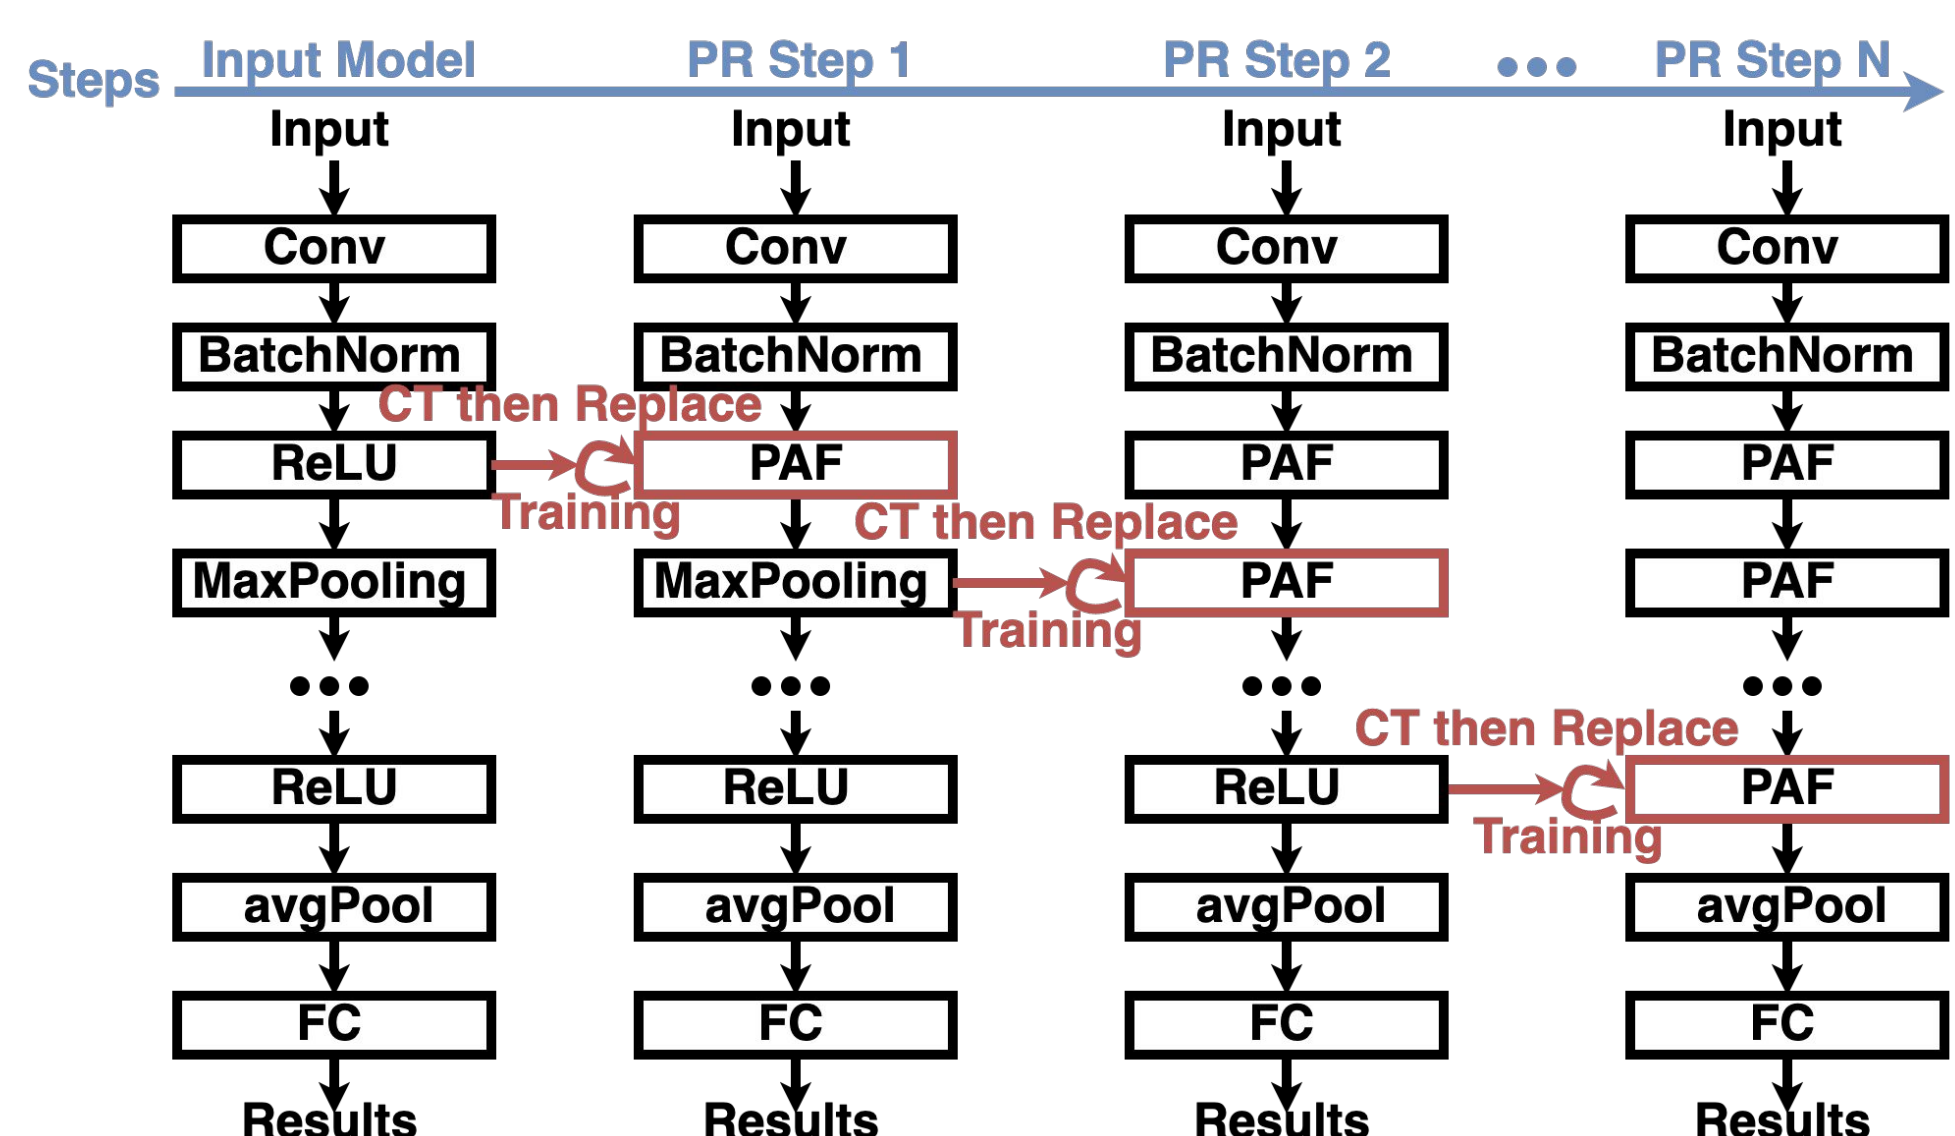 Steps
Input Model
PR Step 1
PR Step 2
PR Step N
Input
Input
Input
Input
Conv
Conv
Conv
Conv
BatchNorm
BatchNorm
BatchNorm
BatchNorm
CT then Replace
ReLU
PAF
PAF
PAF
Training
CT then Replace
MaxPooling
MaxPooling
PAF
PAF
Training
•••
•••
•••
•••
CT then Replace
ReLU
ReLU
ReLU
PAF
Training
avgPool
avgPool
avgPool
avgPool
FC
FC
FC
FC
Results
Results
Results
Results